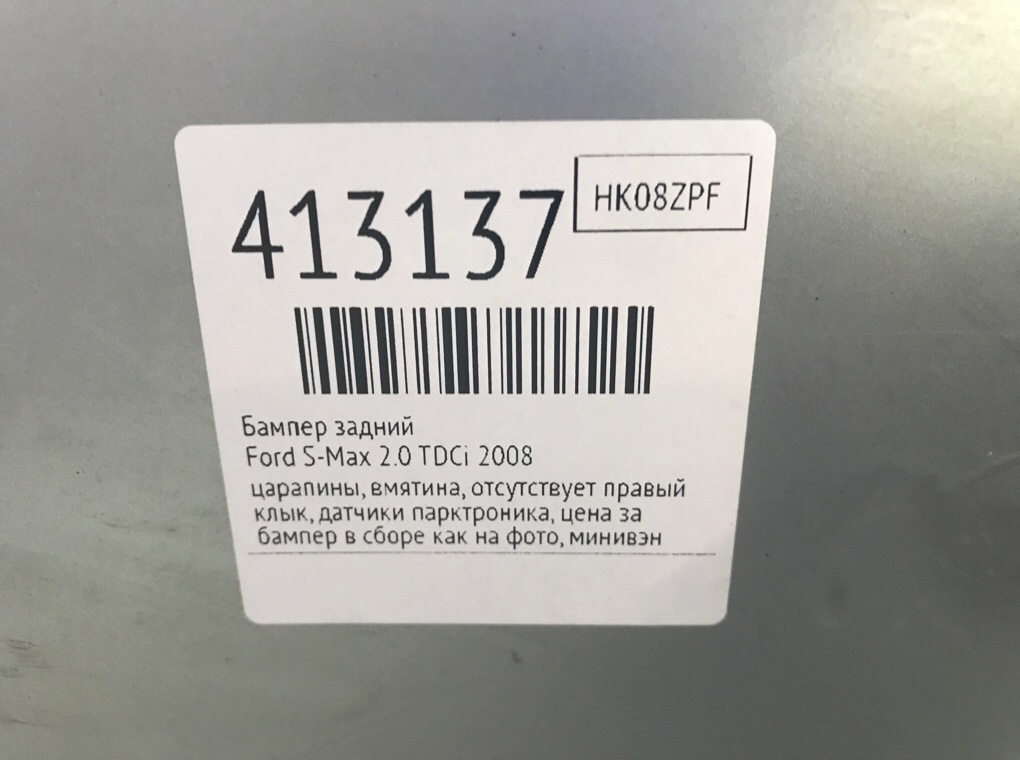 413137
HK08ZPF
Бампер задний
Ford S-Max 2.0 TDCi 2008
царапины, вмятина, отсутствует правый
клык, датчики парктроника, цена за
бампер в сборе как на фото, минивэн